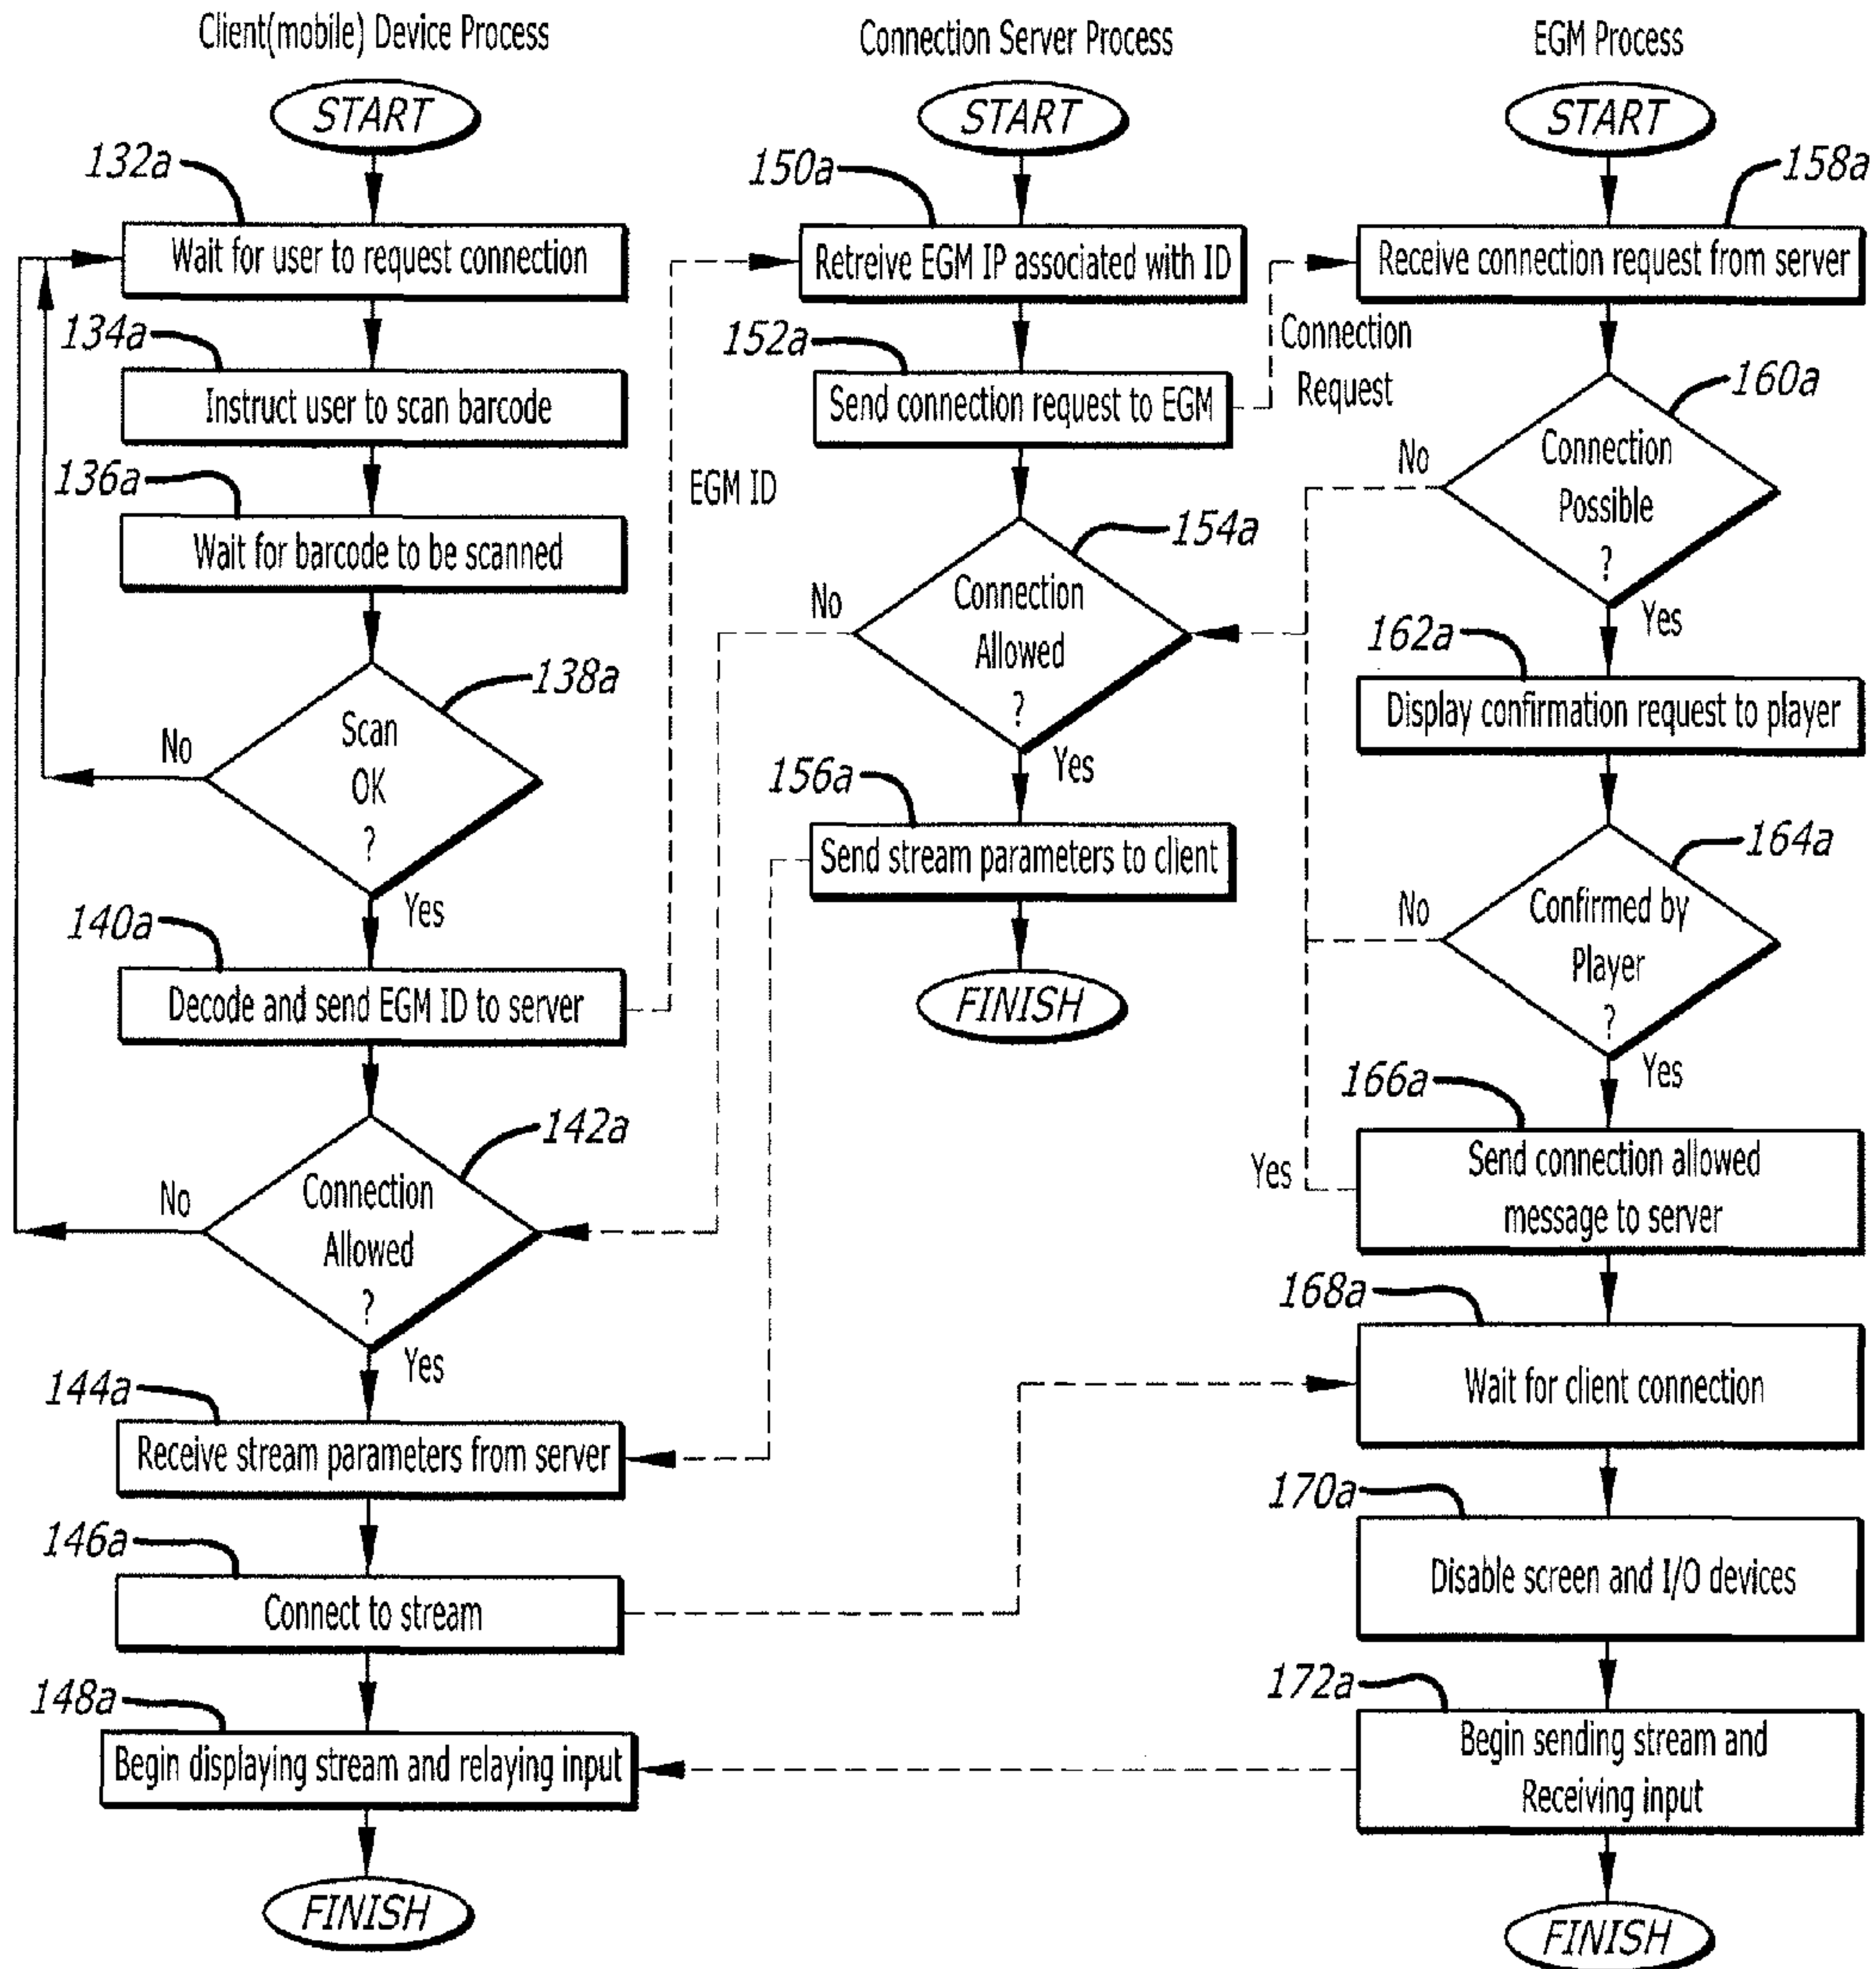 Client(mobile) Device Process
START
132a
Wait for user to request connection
134a
Instruct user to scan barcode
136a
Wait for barcode to be scanned
138a
Scan
OK
?
No
Yes
140a
Decode and send EGM ID to server
EGM ID
142a
Connection
Allowed
?
No
Yes
144a
Receive stream parameters from server
146a
Connect to stream
148a
Begin displaying stream and relaying input
FINISH
Connection Server Process
START
150a
Retreive EGM IP associated with ID
152a
Send connection request to EGM
Connection
Request
154a
Connection
Allowed
?
No
Yes
156a
Send stream parameters to client
FINISH
EGM Process
START
158a
Receive connection request from server
160a
Connection
Possible
?
No
Yes
162a
Display confirmation request to player
164a
Confirmed by
Player
?
No
Yes
166a
Send connection allowed
message to server
Yes
168a
Wait for client connection
170a
Disable screen and I/O devices
172a
Begin sending stream and
Receiving input
FINISH